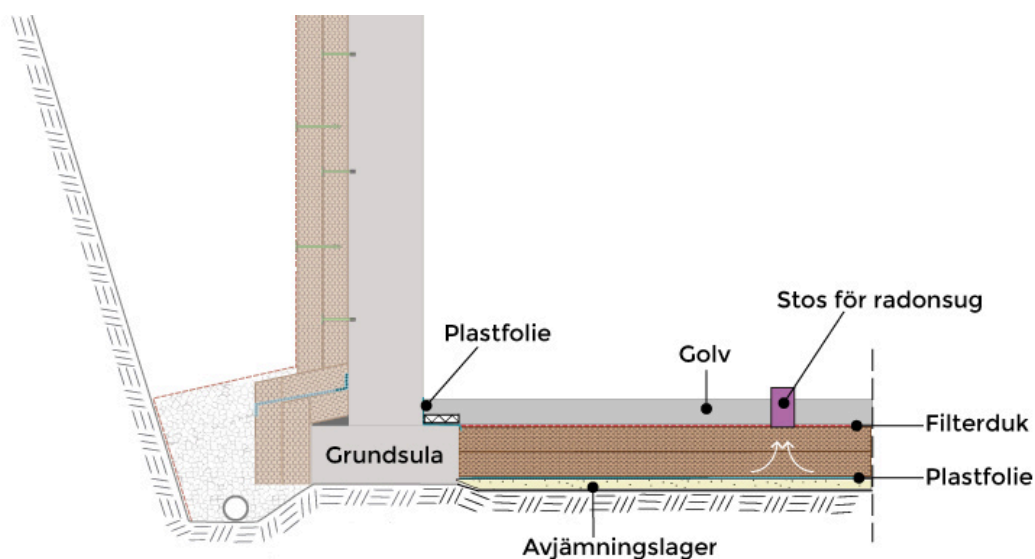 Stos för radonsug
Plastfolie
Golv
Filterduk
Grundsula
Plastfolie
Avjämningslager